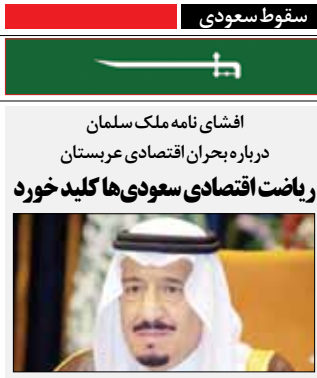 سقوط سعودی
افشای نامه ملک سلمان
درباره بحران اقتصادی عربستان
ریاضت اقتصادی سعودی‌ها کلید خورد